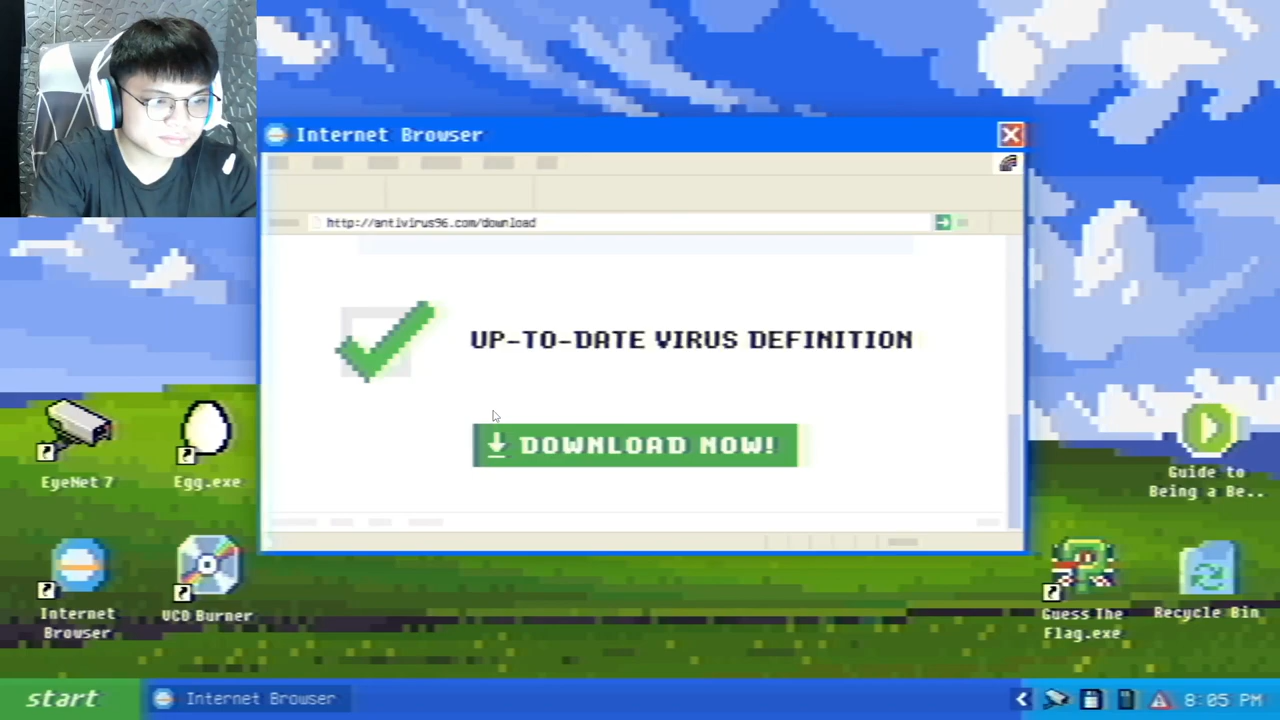 Internet Browser
http://antivirus96.com/download
UP-TO-DATE VIRUS DEFINITION
DOWNLOAD NOW!
EyeNet 7
Egg.exe
Internet
Browser
VCD Burner
Guide to
Being a Be..
Guess The
Flag.exe
Recycle Bin
start
Internet Browser
8:05 PM